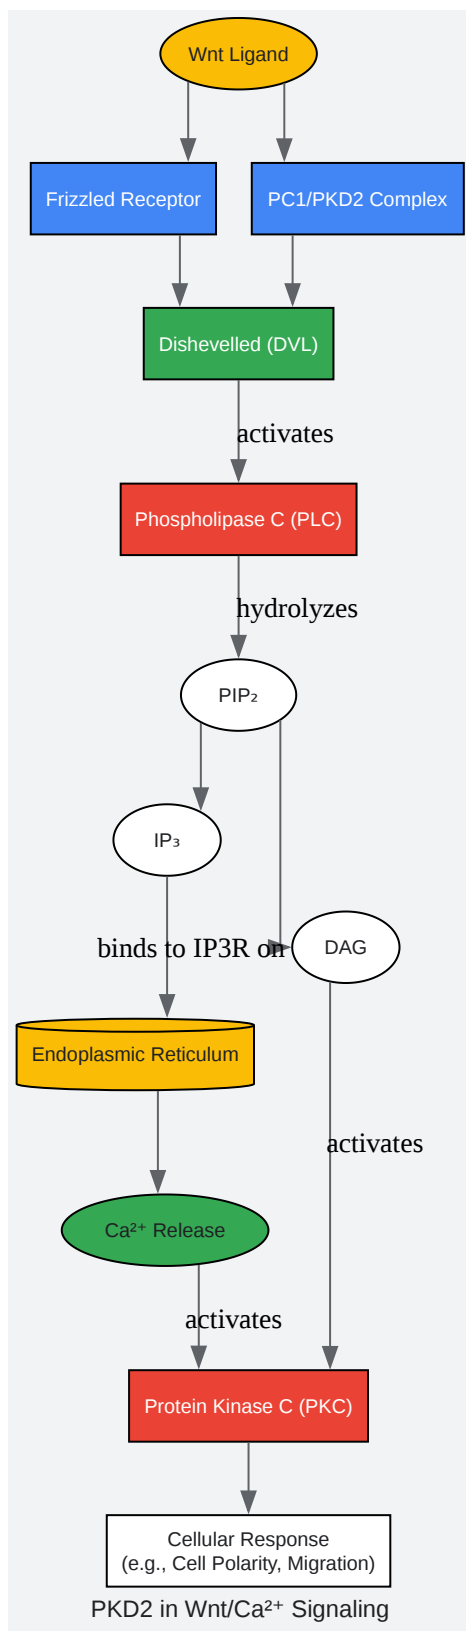 Wnt Ligand
Frizzled Receptor
PC1/PKD2 Complex
Dishevelled (DVL)
activates
Phospholipase C (PLC)
hydrolyzes
PIP₂
IP₃
binds to IP3R on
DAG
Endoplasmic Reticulum
activates
Ca²⁺ Release
activates
Protein Kinase C (PKC)
Cellular Response
(e.g., Cell Polarity, Migration)
PKD2 in Wnt/Ca²⁺ Signaling